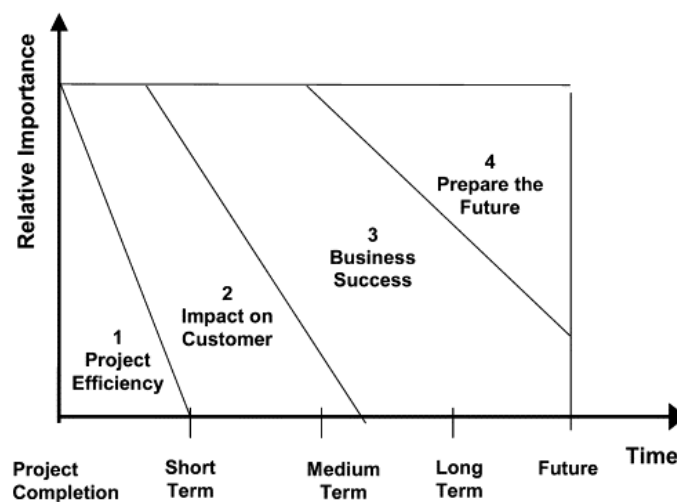 Relative Importance
1
Project
Efficiency
2
Impact on
Customer
3
Business
Success
4
Prepare the
Future
Project
Completion
Short
Term
Medium
Term
Long
Term
Future
Time